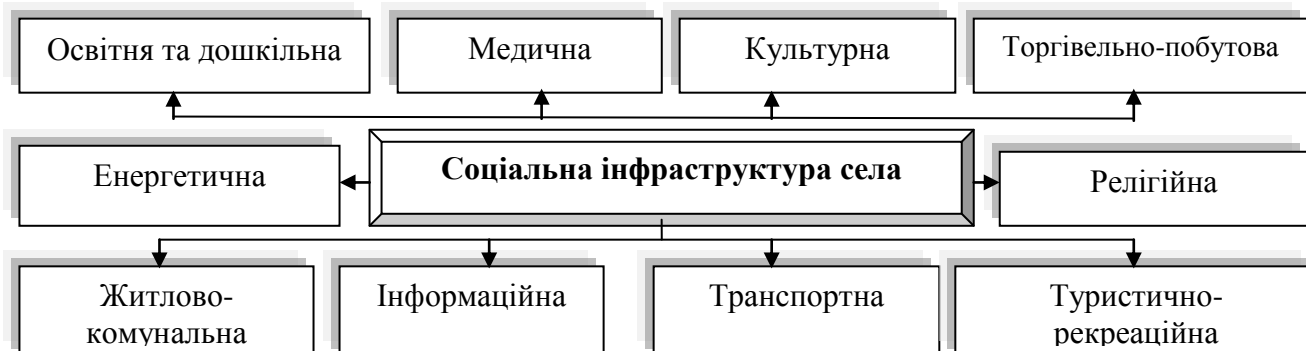 Освітня та дошкільна
Медична
Культурна
Торгівельно-побутова
Енергетична
Соціальна інфраструктура села
Релігійна
Житлово-
комунальна
Інформаційна
Транспортна
Туристично-
рекреаційна